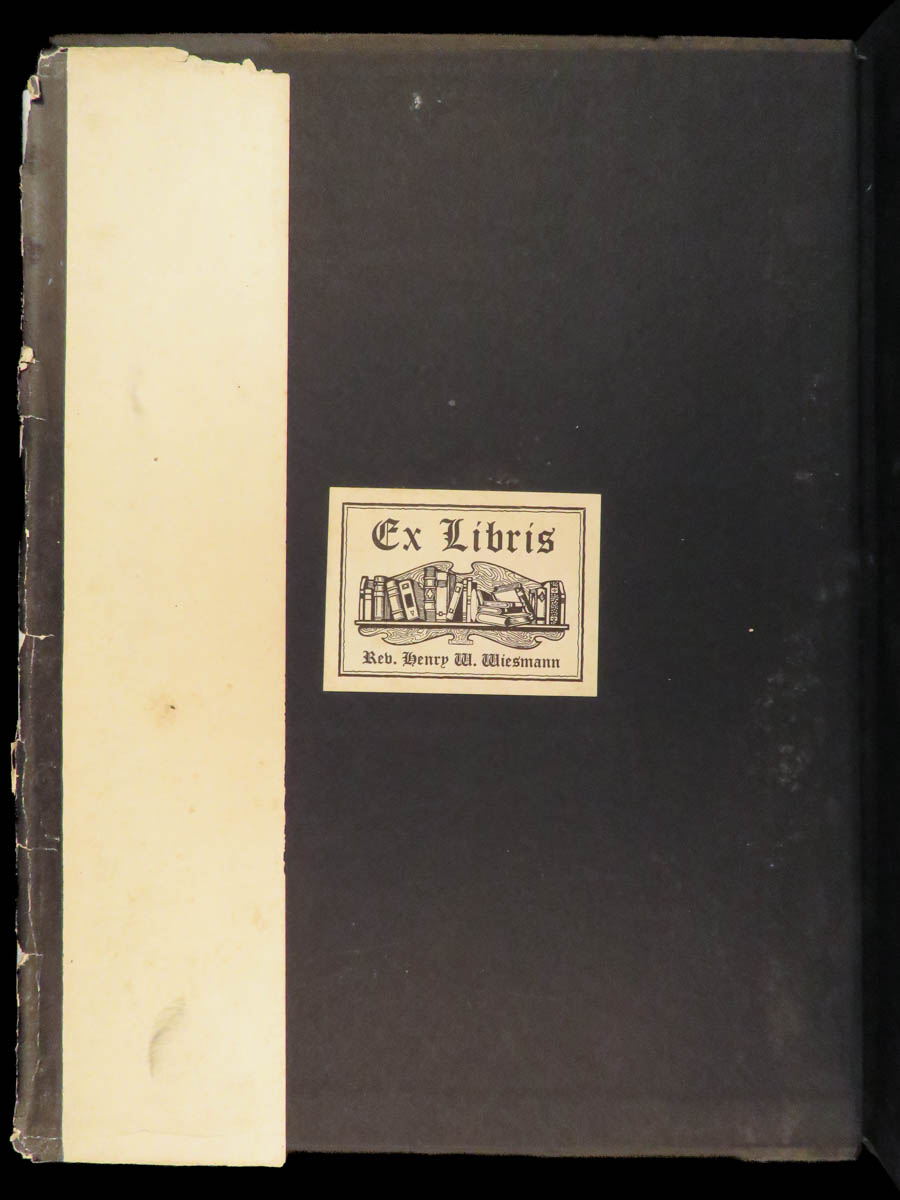 Ex Libris
Rev. Henry W. Wiesmann